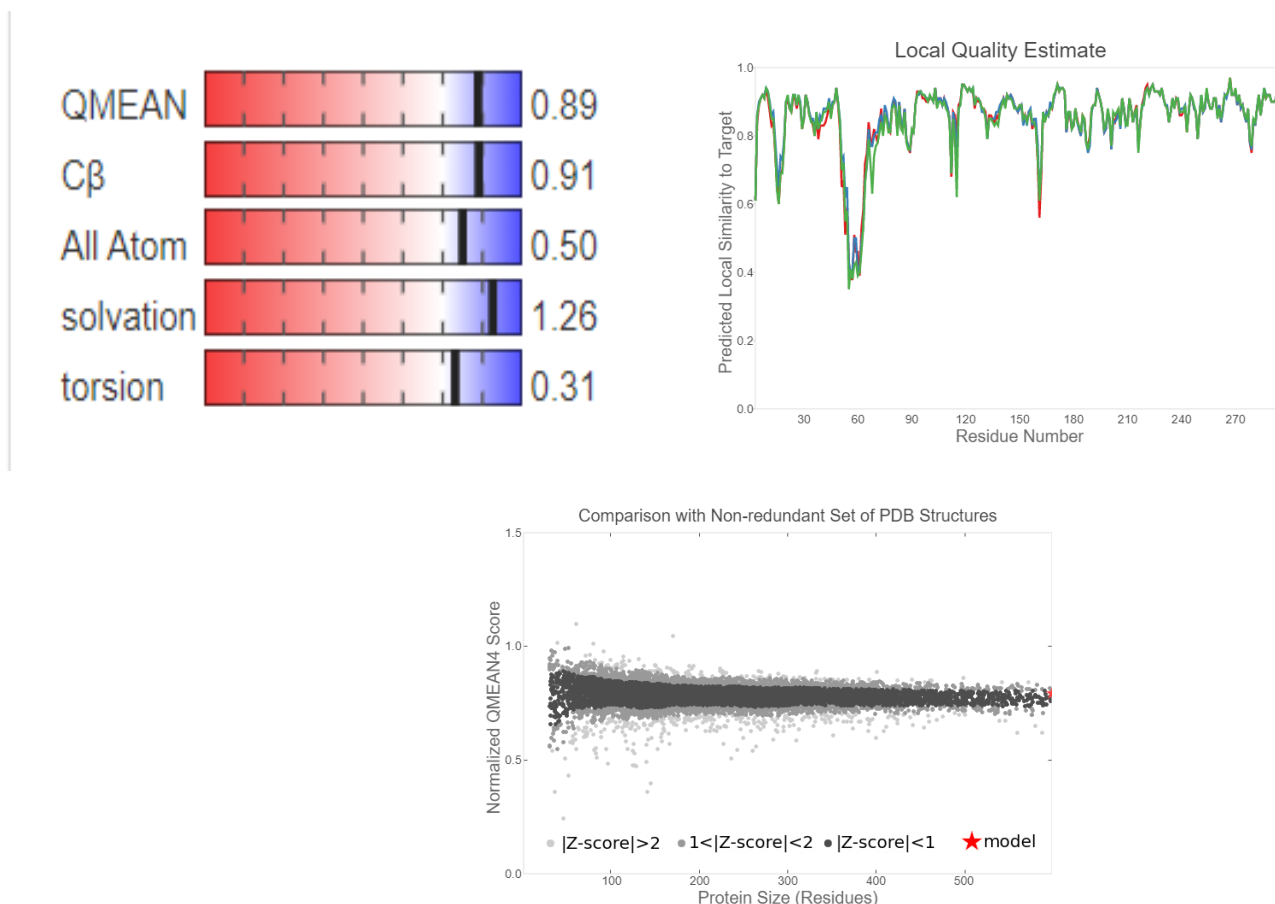 QMEAN 0.89
Cβ 0.91
All Atom 0.50
solvation 1.26
torsion 0.31
Local Quality Estimate
Predicted Local Similarity to Target
1.0
0.8
0.6
0.4
0.2
0.0
30 60 90 120 150 180 210 240 270
Residue Number
Comparison with Non-redundant Set of PDB Structures
Normalized QMEAN4 Score
1.5
1.0
0.5
0.0
|Z-score|>2 1<|Z-score|<2 |Z-score|<1 model
100 200 300 400 500
Protein Size (Residues)